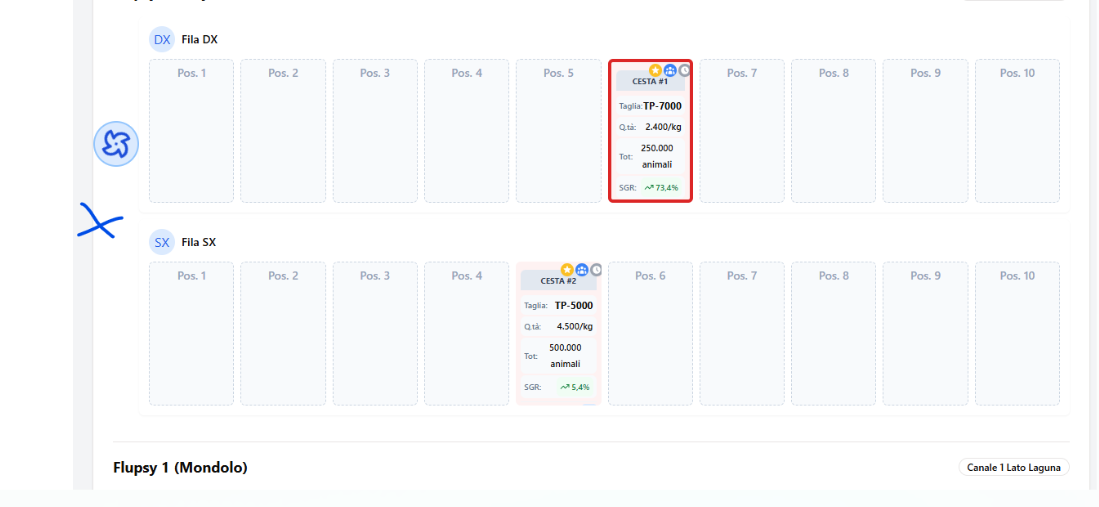 DX Fila DX
Pos. 1 Pos. 2 Pos. 3 Pos. 4 Pos. 5 Pos. 7 Pos. 8 Pos. 9 Pos. 10
CESTA #1
Taglia: TP-7000
Q.tà: 2.400/kg
Tot: 250.000 animali
SGR: 73,4%
SX Fila SX
Pos. 1 Pos. 2 Pos. 3 Pos. 4 Pos. 6 Pos. 7 Pos. 8 Pos. 9 Pos. 10
CESTA #2
Taglia: TP-5000
Q.tà: 4.500/kg
Tot: 500.000 animali
SGR: 5,4%
Flupsy 1 (Mondolo) Canale 1 Lato Laguna